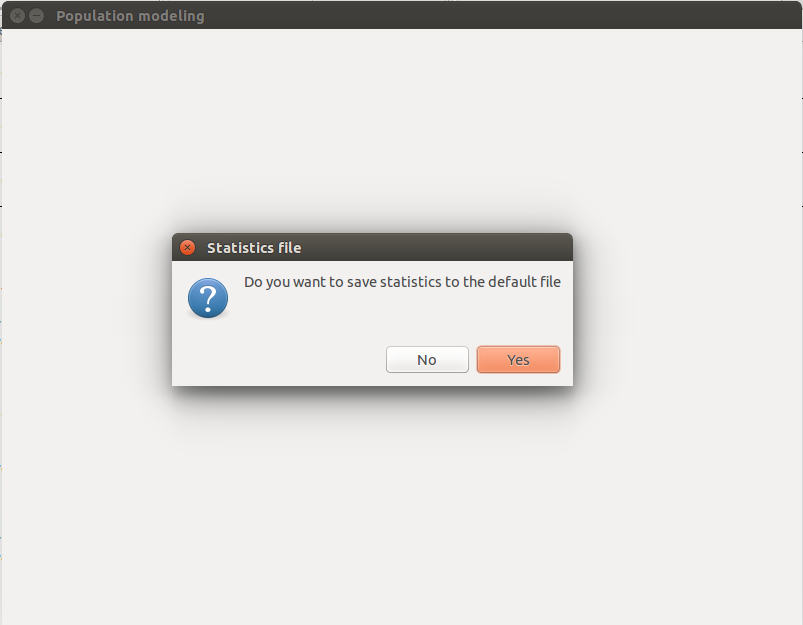 Population modeling
Statistics file
Do you want to save statistics to the default file
No
Yes